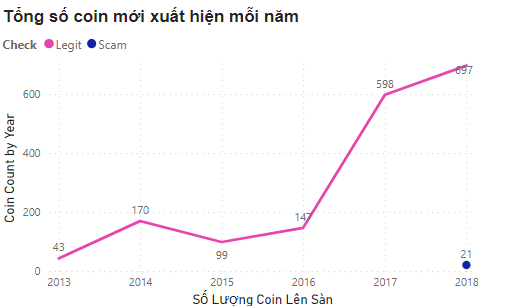 Tổng số coin mới xuất hiện mỗi năm
Check Legit Scam
Coin Count by Year
600
400
200
0
43
170
99
147
598
697
21
2013 2014 2015 2016 2017 2018
SỐ Lượng Coin Lên Sàn